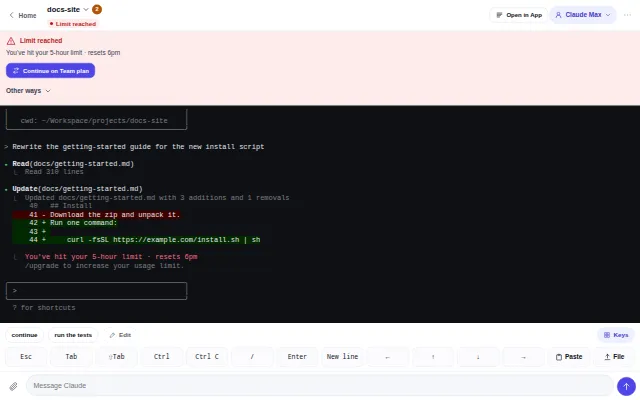 Home
docs-site 2
Limit reached
Open in App
Claude Max
Limit reached
You've hit your 5-hour limit · resets 6pm
Continue on Team plan
Other ways
cwd: ~/Workspace/projects/docs-site
> Rewrite the getting-started guide for the new install script
Read(docs/getting-started.md)
Read 310 lines
Update(docs/getting-started.md)
Updated docs/getting-started.md with 3 additions and 1 removals
40 ## Install
41 - Download the zip and unpack it.
42 + Run one command:
43 +
44 + curl -fsSL https://example.com/install.sh | sh
You've hit your 5-hour limit · resets 6pm
/upgrade to increase your usage limit.
>
? for shortcuts
continue
run the tests
Edit
Keys
Esc
Tab
⇧Tab
Ctrl
Ctrl C
/
Enter
New line
←
↑
↓
→
Paste
File
Message Claude